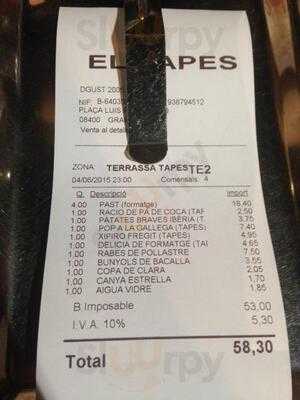 EL TAPES
DGUST 2005
NIF: B-6403 938794512
PLAÇA LUIS
08400 GRA
Venta al detall
ZONA TERRASSA TAPES TE2
04/06/2015 23:00 Comensals 4
Q. Descripció Import
4,00 PAST (formatge) 16,40
1,00 RACIO DE PA DE COCA (TAF 2,50
1,00 PATATES BRAVES IBERIA (T. 3,75
1,00 POP A LA GALLEGA (TAPES) 7,40
1,00 XIPIRO FREGIT (TAPES) 4,95
1,00 DELICIA DE FORMATGE (TAI 4,65
1,00 RABES DE POLLASTRE 7,50
1,00 BUNYOLS DE BACALLA 3,55
1,00 COPA DE CLARA 2,05
1,00 CANYA ESTRELLA 1,70
1,00 AIGUA VIDRE 1,85
B.Imposable 53,00
I.V.A. 10% 5,30
Total 58,30
sluurpy